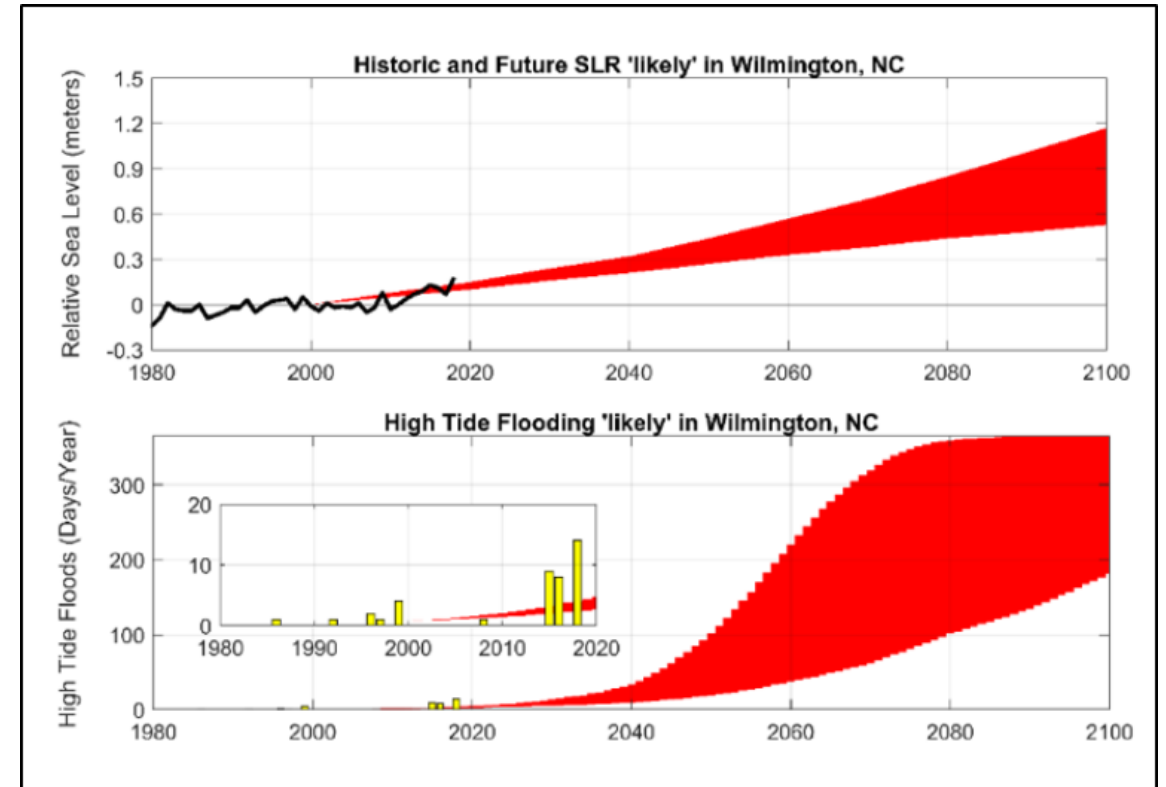 Historic and Future SLR 'likely' in Wilmington, NC
Relative Sea Level (meters)
1.5
1.2
0.9
0.6
0.3
0
-0.3
1980 2000 2020 2040 2060 2080 2100
High Tide Flooding 'likely' in Wilmington, NC
High Tide Floods (Days/Year)
300
200
100
0
20
10
0
1980 1990 2000 2010 2020
1980 2000 2020 2040 2060 2080 2100